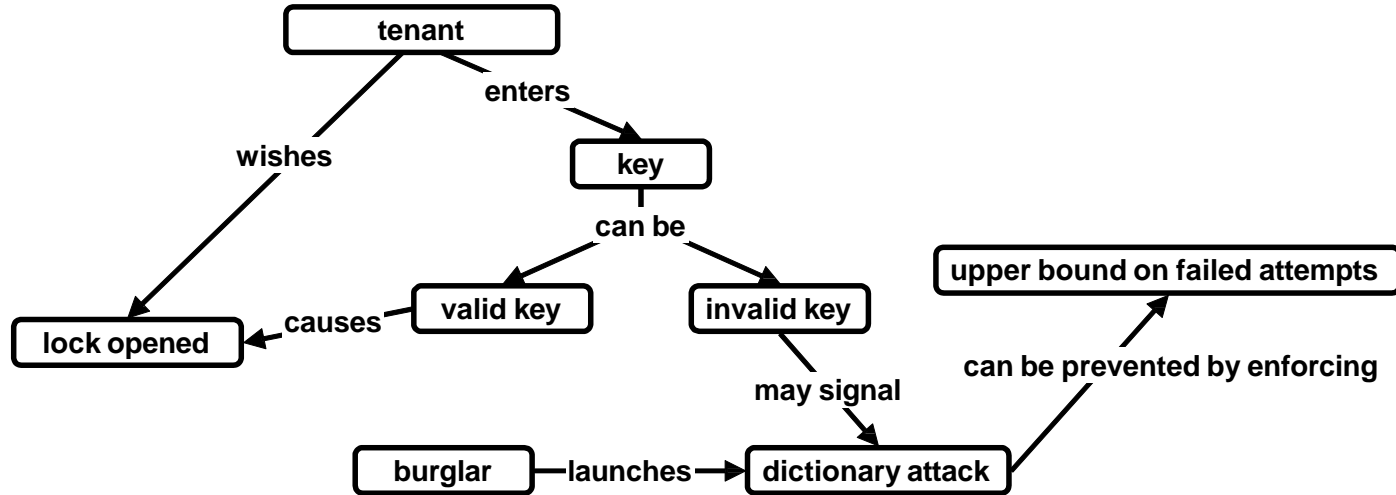 tenant
enters
wishes
key
can be
upper bound on failed attempts
valid key
invalid key
causes
lock opened
can be prevented by enforcing
may signal
burglar
launches
dictionary attack